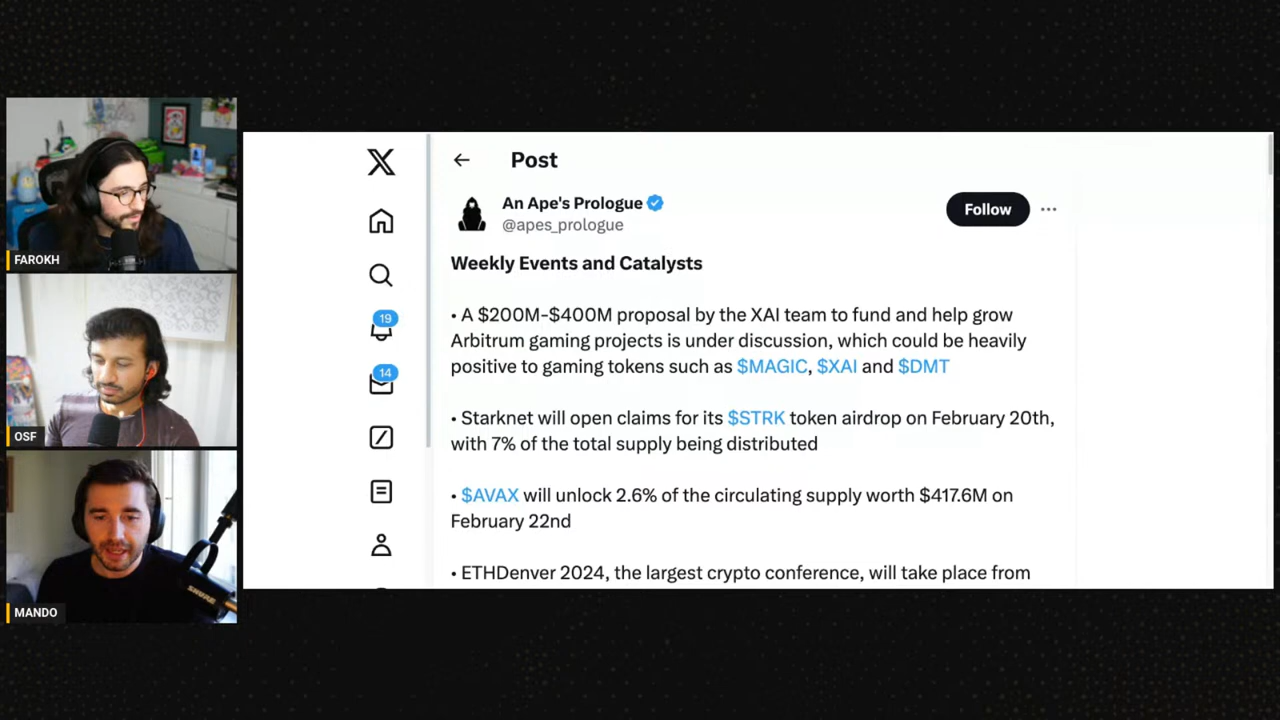 FAROKH
OSF
MANDO
SHURE
19
14
Post
An Ape's Prologue
@apes_prologue
Follow
Weekly Events and Catalysts
• A $200M-$400M proposal by the XAI team to fund and help grow
Arbitrum gaming projects is under discussion, which could be heavily
positive to gaming tokens such as $MAGIC, $XAI and $DMT
• Starknet will open claims for its $STRK token airdrop on February 20th,
with 7% of the total supply being distributed
• $AVAX will unlock 2.6% of the circulating supply worth $417.6M on
February 22nd
• ETHDenver 2024, the largest crypto conference, will take place from